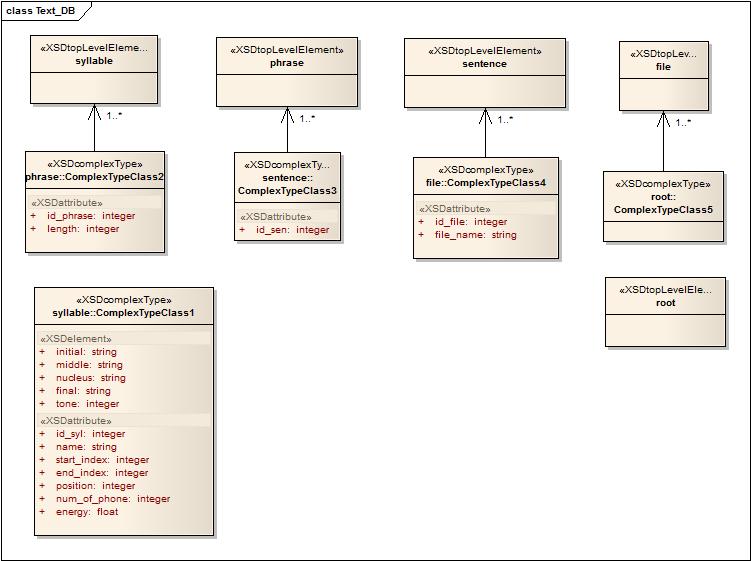 class Text_DB
«XSDtopLevelEleme...
syllable
«XSDtopLevelElement»
phrase
«XSDtopLevelElement»
sentence
«XSDtopLev...
file
1..*
1..*
1..*
1..*
«XSDcomplexType»
phrase::ComplexTypeClass2
«XSDattribute»
+ id_phrase: integer
+ length: integer
«XSDcomplexTy...
sentence::
ComplexTypeClass3
«XSDattribute»
+ id_sen: integer
«XSDcomplexType»
file::ComplexTypeClass4
«XSDattribute»
+ id_file: integer
+ file_name: string
«XSDcomplexType»
root::
ComplexTypeClass5
«XSDtopLevelEle...
root
«XSDcomplexType»
syllable::ComplexTypeClass1
«XSDelement»
+ initial: string
+ middle: string
+ nucleus: string
+ final: string
+ tone: integer
«XSDattribute»
+ id_syl: integer
+ name: string
+ start_index: integer
+ end_index: integer
+ position: integer
+ num_of_phone: integer
+ energy: float